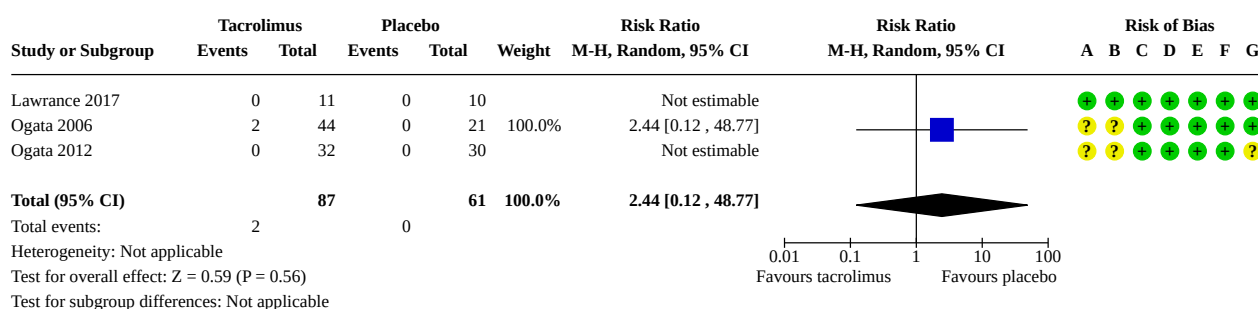 Tacrolimus Placebo Risk Ratio Risk Ratio Risk of Bias
Study or Subgroup Events Total Events Total Weight M-H, Random, 95% CI M-H, Random, 95% CI A B C D E F G
Lawrance 2017 0 11 0 10 Not estimable + + + + + + +
Ogata 2006 2 44 0 21 100.0% 2.44 [0.12 , 48.77] ? ? + + + + +
Ogata 2012 0 32 0 30 Not estimable ? ? + + + + ?
Total (95% CI) 87 61 100.0% 2.44 [0.12 , 48.77]
Total events: 2 0
Heterogeneity: Not applicable 0.01 0.1 1 10 100
Test for overall effect: Z = 0.59 (P = 0.56) Favours tacrolimus Favours placebo
Test for subgroup differences: Not applicable